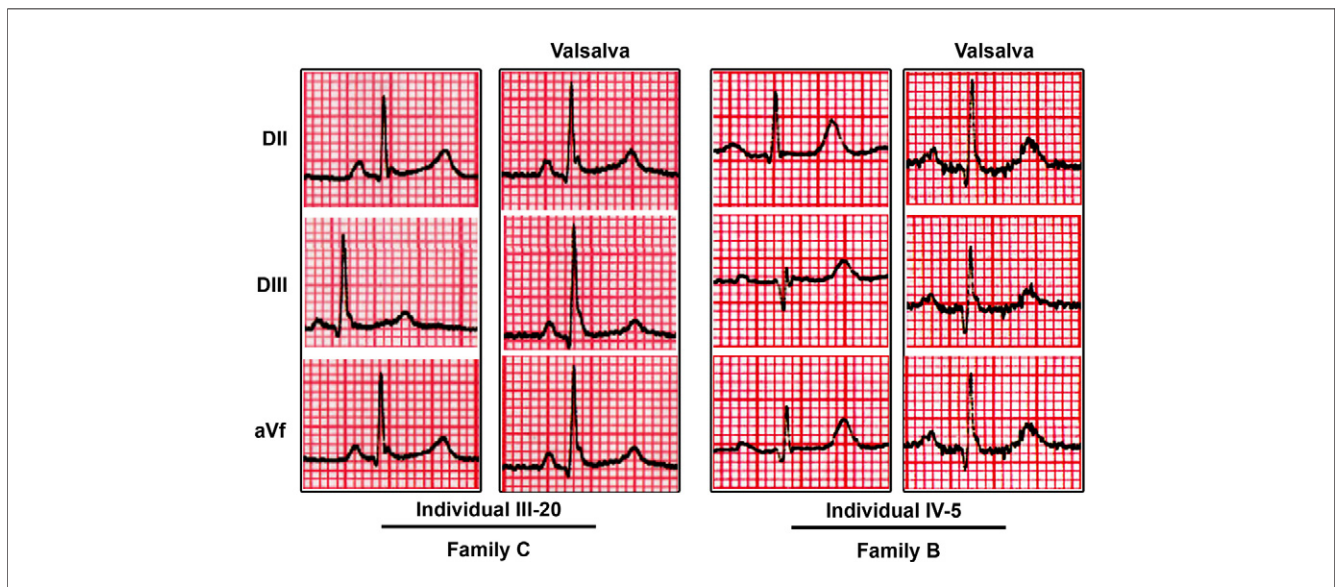 Valsalva
Valsalva
DII
DIII
aVf
Individual III-20
Individual IV-5
Family C
Family B